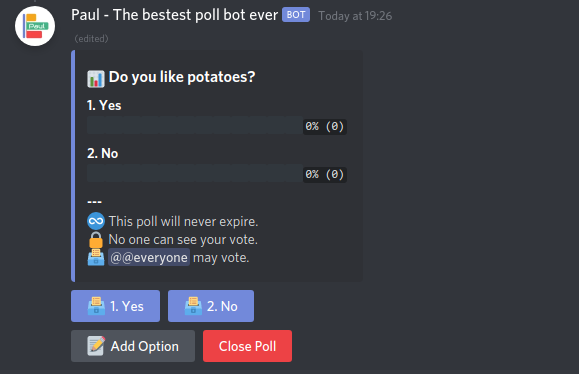 Paul - The bestest poll bot ever BOT Today at 19:26
Paul
(edited)
Do you like potatoes?
1. Yes
0% (0)
2. No
0% (0)
---
This poll will never expire.
No one can see your vote.
@@everyone may vote.
1. Yes 2. No
Add Option Close Poll